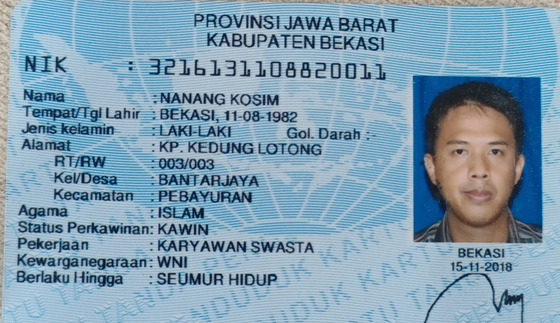 PROVINSI JAWA BARAT
KABUPATEN BEKASI
NIK : 3216131108820011
Nama : NANANG KOSIM
Tempat/Tgl Lahir : BEKASI, 11-08-1982
Jenis kelamin : LAKI-LAKI Gol. Darah :-
Alamat : KP. KEDUNG LOTONG
RT/RW : 003/003
Kel/Desa : BANTARJAYA
Kecamatan : PEBAYURAN
Agama : ISLAM
Status Perkawinan: KAWIN
Pekerjaan : KARYAWAN SWASTA
Kewarganegaraan: WNI
Berlaku Hingga : SEUMUR HIDUP
BEKASI
15-11-2018